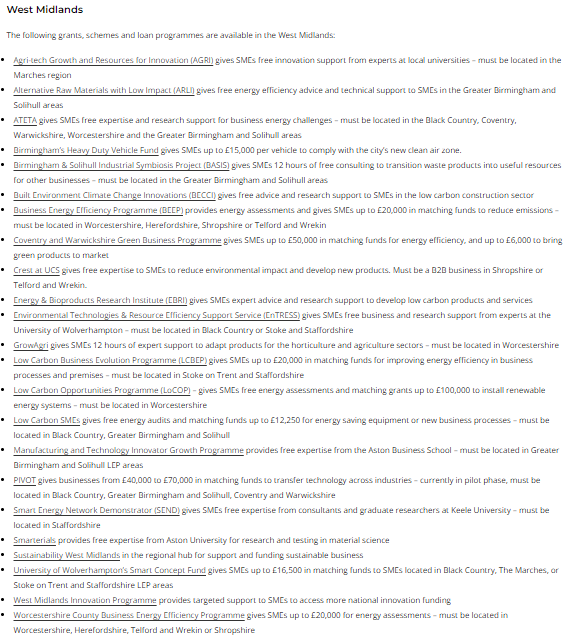 West Midlands
The following grants, schemes and loan programmes are available in the West Midlands:
Agri-tech Growth and Resources for Innovation (AGRI) gives SMEs free innovation support from experts at local universities – must be located in the
Marches region
Alternative Raw Materials with Low Impact (ARLI) gives free energy efficiency advice and technical support to SMEs in the Greater Birmingham and
Solihull areas
ATETA gives SMEs free expertise and research support for business energy challenges – must be located in the Black Country, Coventry,
Warwickshire, Worcestershire and the Greater Birmingham and Solihull areas
Birmingham's Heavy Duty Vehicle Fund gives SMEs up to £15,000 per vehicle to comply with the city's new clean air zone.
Birmingham & Solihull Industrial Symbiosis Project (BASIS) gives SMEs 12 hours of free consulting to transition waste products into useful resources
for other businesses – must be located in the Greater Birmingham and Solihull areas
Built Environment Climate Change Innovations (BECCI) gives free advice and research support to SMEs in the low carbon construction sector
Business Energy Efficiency Programme (BEEP) provides energy assessments and gives SMEs up to £20,000 in matching funds to reduce emissions –
must be located in Worcestershire, Herefordshire, Shropshire or Telford and Wrekin
Coventry and Warwickshire Green Business Programme gives SMEs up to £50,000 in matching funds for energy efficiency, and up to £6,000 to bring
green products to market
Crest at UCS gives free expertise to SMEs to reduce environmental impact and develop new products. Must be a B2B business in Shropshire or
Telford and Wrekin.
Energy & Bioproducts Research Institute (EBRI) gives SMEs expert advice and research support to develop low carbon products and services
Environmental Technologies & Resource Efficiency Support Service (EnTRESS) gives SMEs free business and research support from experts at the
University of Wolverhampton – must be located in Black Country or Stoke and Staffordshire
GrowAgri gives SMEs 12 hours of expert support to adapt products for the horticulture and agriculture sectors – must be located in Worcestershire
Low Carbon Business Evolution Programme (LCBEP) gives SMEs up to £20,000 in matching funds for improving energy efficiency in business
processes and premises – must be located in Stoke on Trent and Staffordshire
Low Carbon Opportunities Programme (LoCOP) – gives SMEs free energy assessments and matching grants up to £100,000 to install renewable
energy systems – must be located in Worcestershire
Low Carbon SMEs gives free energy audits and matching funds up to £12,250 for energy saving equipment or new business processes – must be
located in Black Country, Greater Birmingham and Solihull
Manufacturing and Technology Innovator Growth Programme provides free expertise from the Aston Business School – must be located in Greater
Birmingham and Solihull LEP areas
PIVOT gives businesses from £40,000 to £70,000 in matching funds to transfer technology across industries – currently in pilot phase, must be
located in Black Country, Greater Birmingham and Solihull, Coventry and Warwickshire
Smart Energy Network Demonstrator (SEND) gives SMEs free expertise from consultants and graduate researchers at Keele University – must be
located in Staffordshire
Smarterials provides free expertise from Aston University for research and testing in material science
Sustainability West Midlands in the regional hub for support and funding sustainable business
University of Wolverhampton's Smart Concept Fund gives SMEs up to £16,500 in matching funds to SMEs located in Black Country, The Marches, or
Stoke on Trent and Staffordshire LEP areas
West Midlands Innovation Programme provides targeted support to SMEs to access more national innovation funding
Worcestershire County Business Energy Efficiency Programme gives SMEs up to £20,000 for energy assessments – must be located in
Worcestershire, Herefordshire, Telford and Wrekin or Shropshire